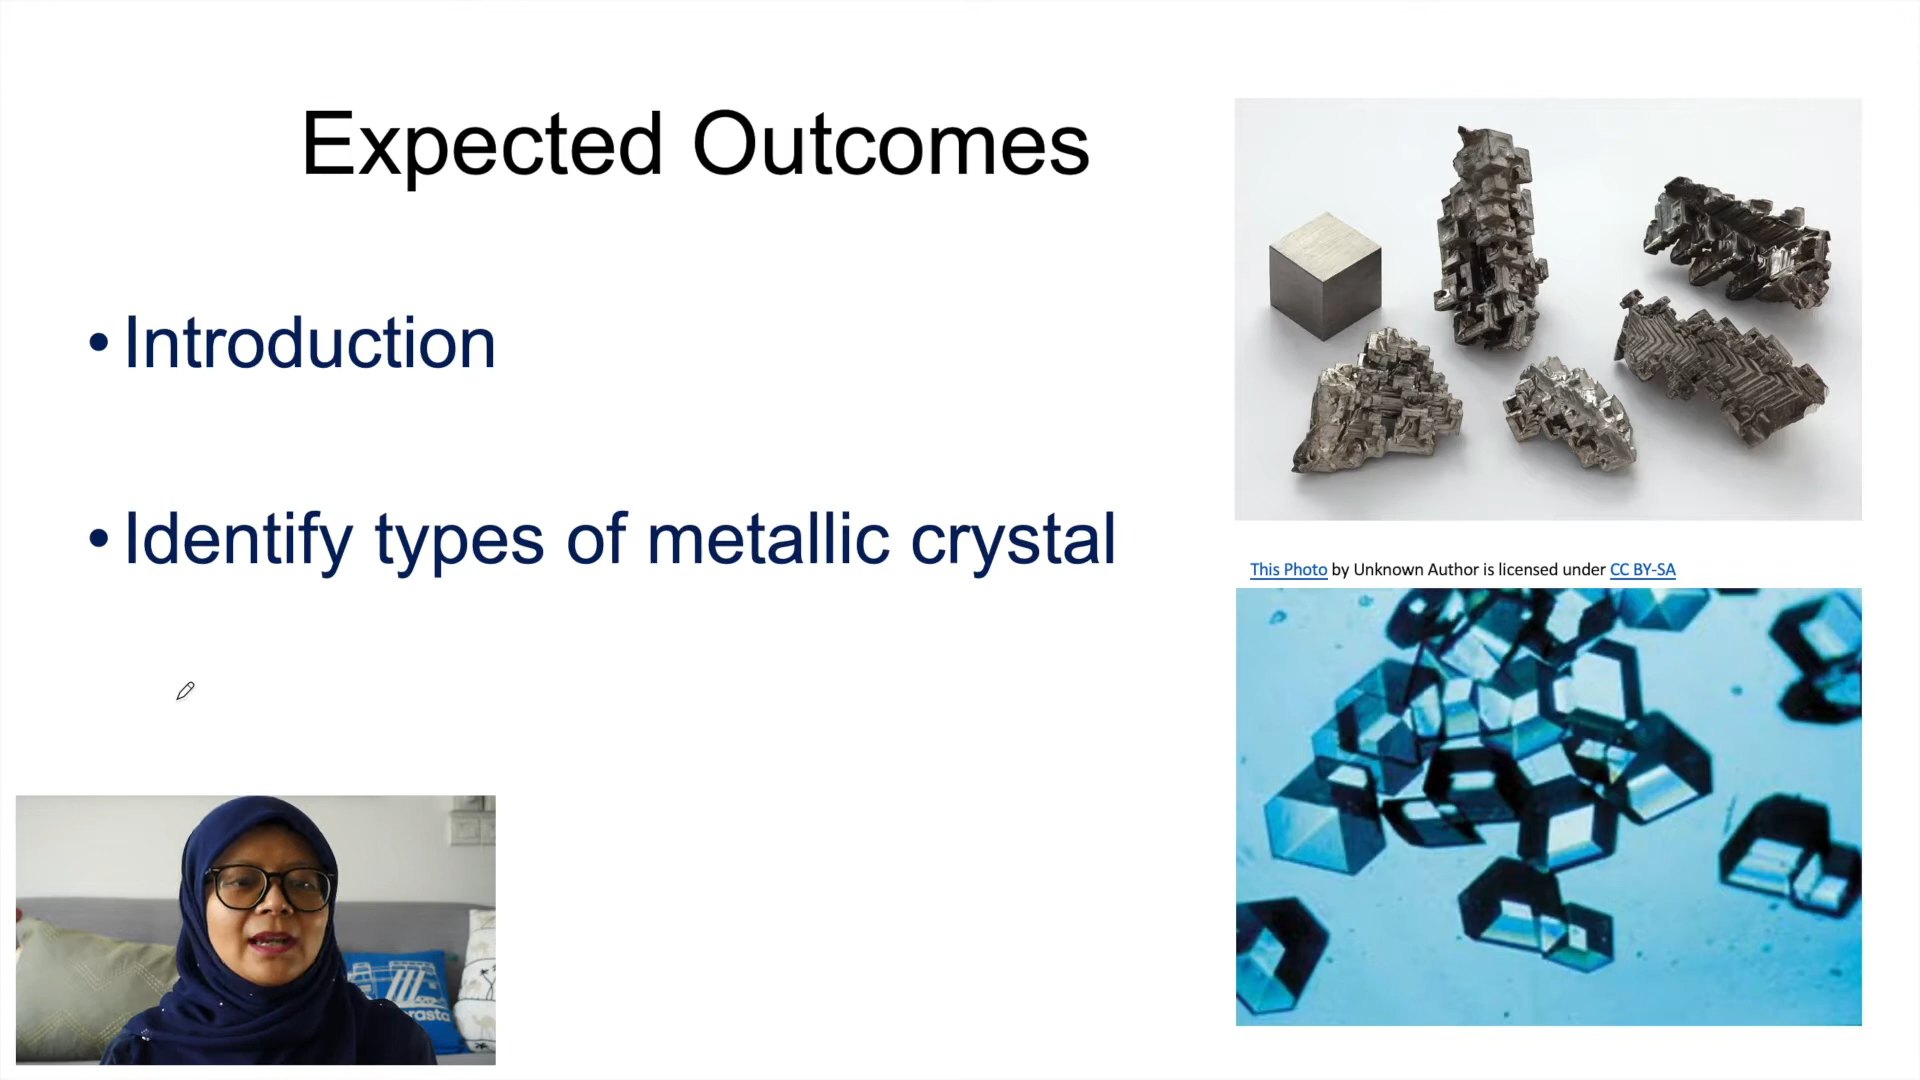 Expected Outcomes
• Introduction
• Identify types of metallic crystal
This Photo by Unknown Author is licensed under CC BY-SA